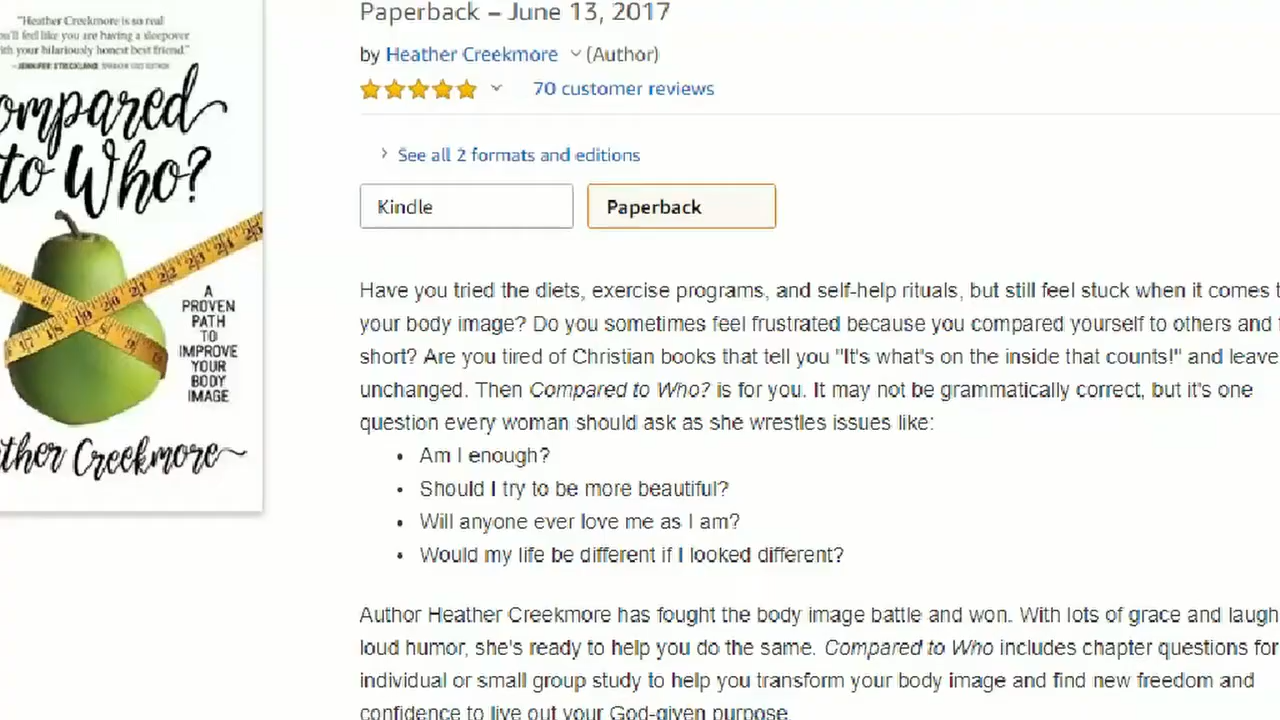 "Heather Creekmore is so real
you'll feel like you are having a sleepover
with your hilariously honest best friend."
ompared
to Who?
A
PROVEN
PATH
TO
IMPROVE
YOUR
BODY
IMAGE
ther Creekmore
Paperback – June 13, 2017
by Heather Creekmore (Author)
70 customer reviews
See all 2 formats and editions
Kindle
Paperback
Have you tried the diets, exercise programs, and self-help rituals, but still feel stuck when it comes t
your body image? Do you sometimes feel frustrated because you compared yourself to others and f
short? Are you tired of Christian books that tell you "It's what's on the inside that counts!" and leave
unchanged. Then Compared to Who? is for you. It may not be grammatically correct, but it's one
question every woman should ask as she wrestles issues like:
• Am I enough?
• Should I try to be more beautiful?
• Will anyone ever love me as I am?
• Would my life be different if I looked different?
Author Heather Creekmore has fought the body image battle and won. With lots of grace and laugh
loud humor, she's ready to help you do the same. Compared to Who includes chapter questions for
individual or small group study to help you transform your body image and find new freedom and
confidence to live out your God-given purpose